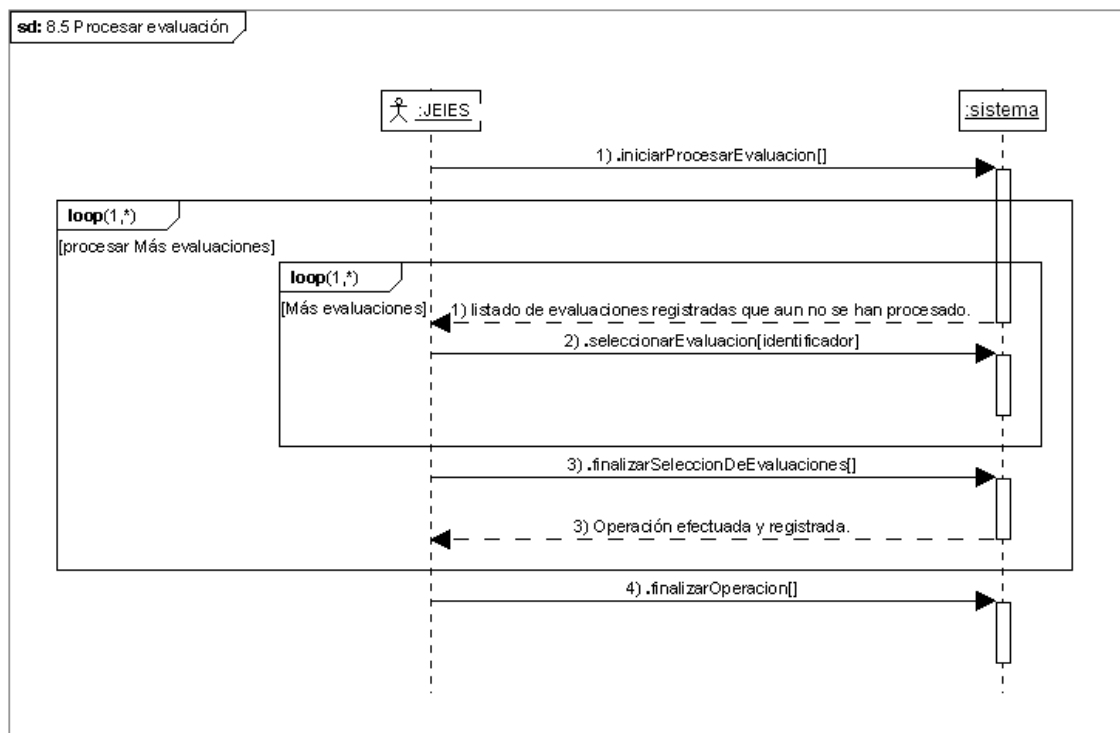 sd: 8.5 Procesar evaluación
:JEIES
:sistema
1) .iniciarProcesarEvaluacion[]
loop(1,*)
[procesar Más evaluaciones]
loop(1,*)
[Más evaluaciones]
1) listado de evaluaciones registradas que aun no se han procesado.
2) .seleccionarEvaluacion[identificador]
3) .finalizarSeleccionDeEvaluaciones[]
3) Operación efectuada y registrada.
4) .finalizarOperacion[]